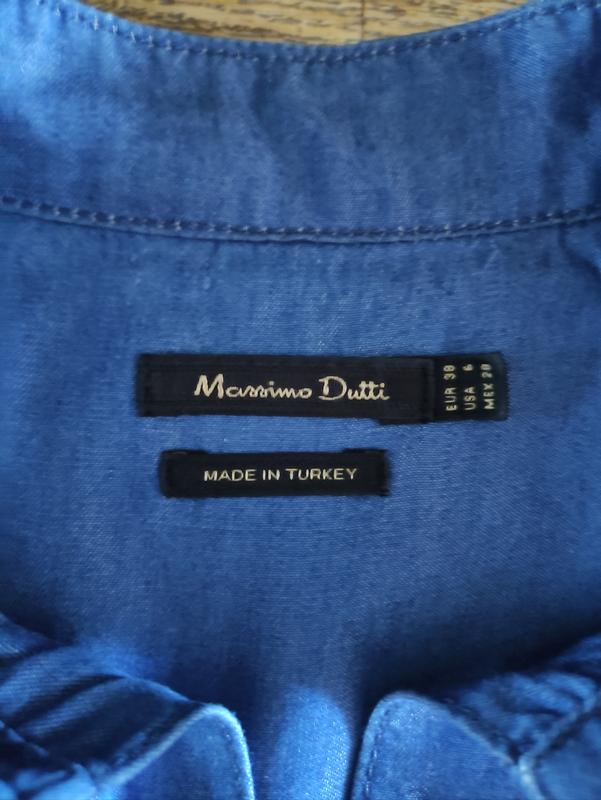 Massimo Dutti
EUR 38
USA 6
MEX 28
MADE IN TURKEY